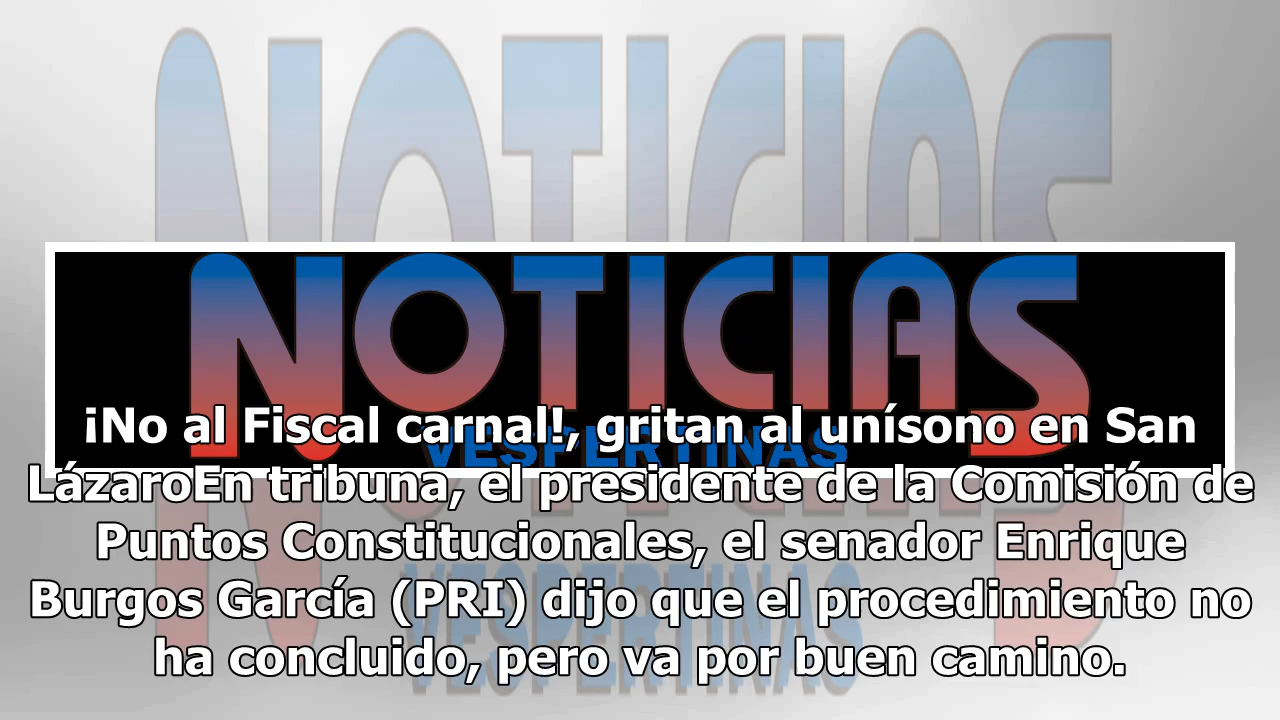 NOTICIAS
NOTICIAS
VESPERTINAS
¡No al Fiscal carnal!, gritan al unísono en San
LázaroEn tribuna, el presidente de la Comisión de
Puntos Constitucionales, el senador Enrique
Burgos García (PRI) dijo que el procedimiento no
ha concluido, pero va por buen camino.
VESPERTINAS